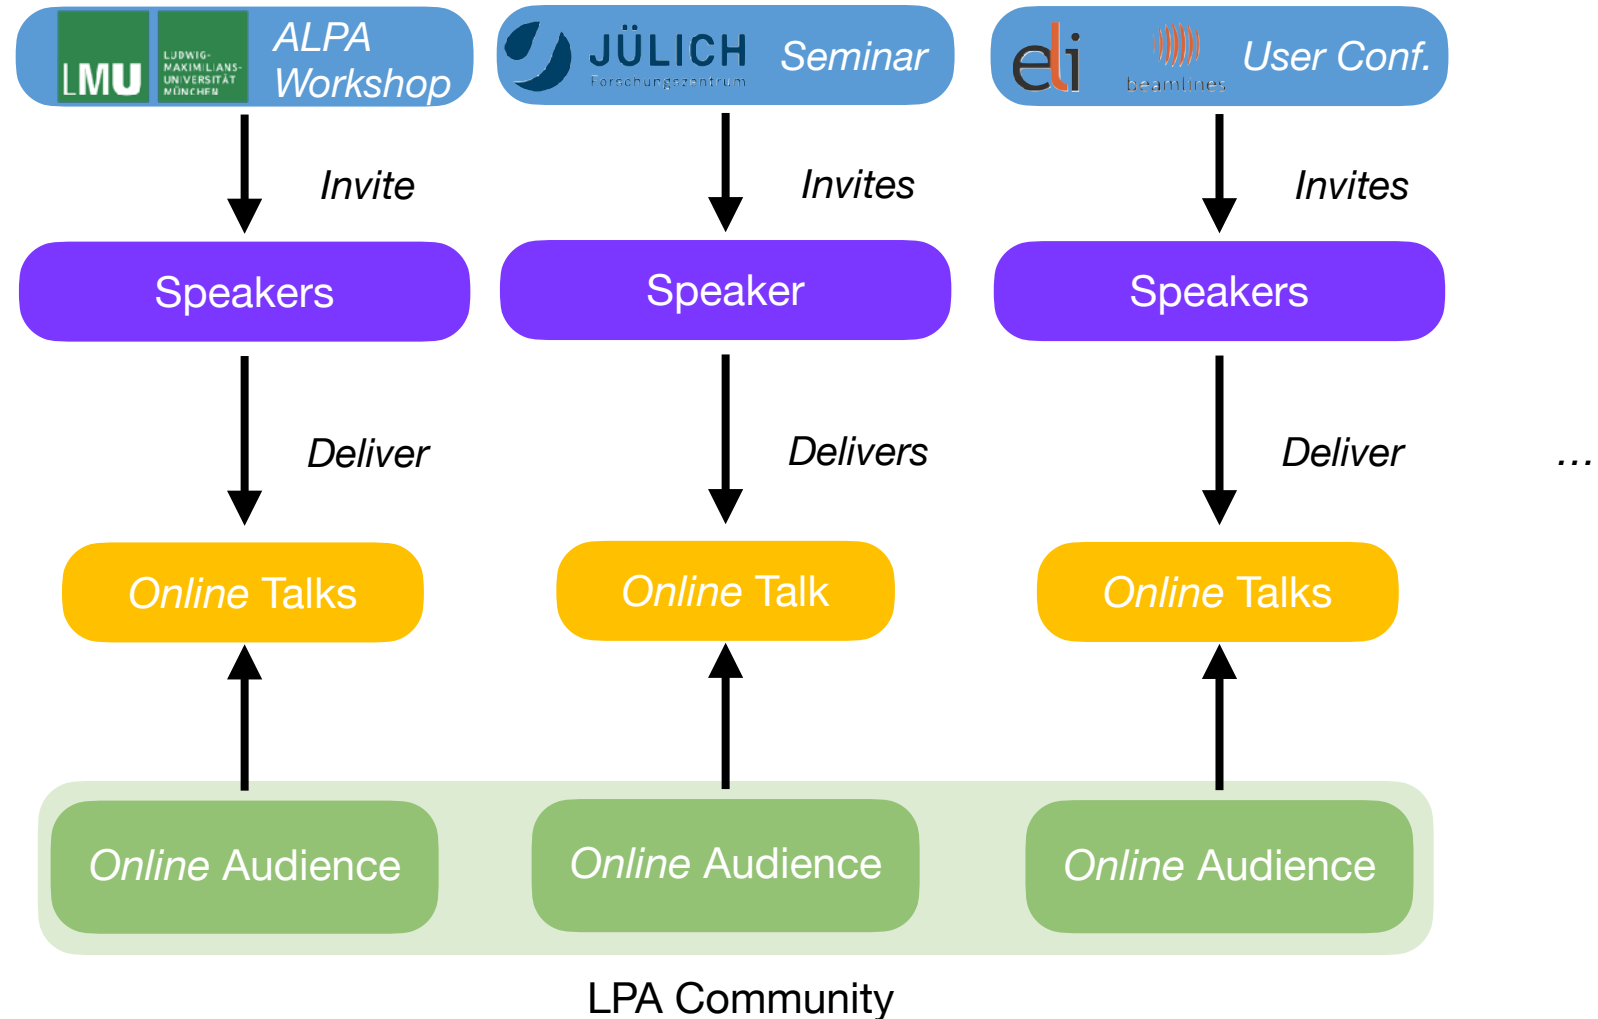 LMU
LUDWIG-
MAXIMILIANS-
UNIVERSITÄT
MÜNCHEN
ALPA
Workshop
JÜLICH
Forschungszentrum
Seminar
eli
beamlines
User Conf.
Invite
Invites
Invites
Speakers
Speaker
Speakers
Deliver
Delivers
Deliver
...
Online Talks
Online Talk
Online Talks
Online Audience
Online Audience
Online Audience
LPA Community